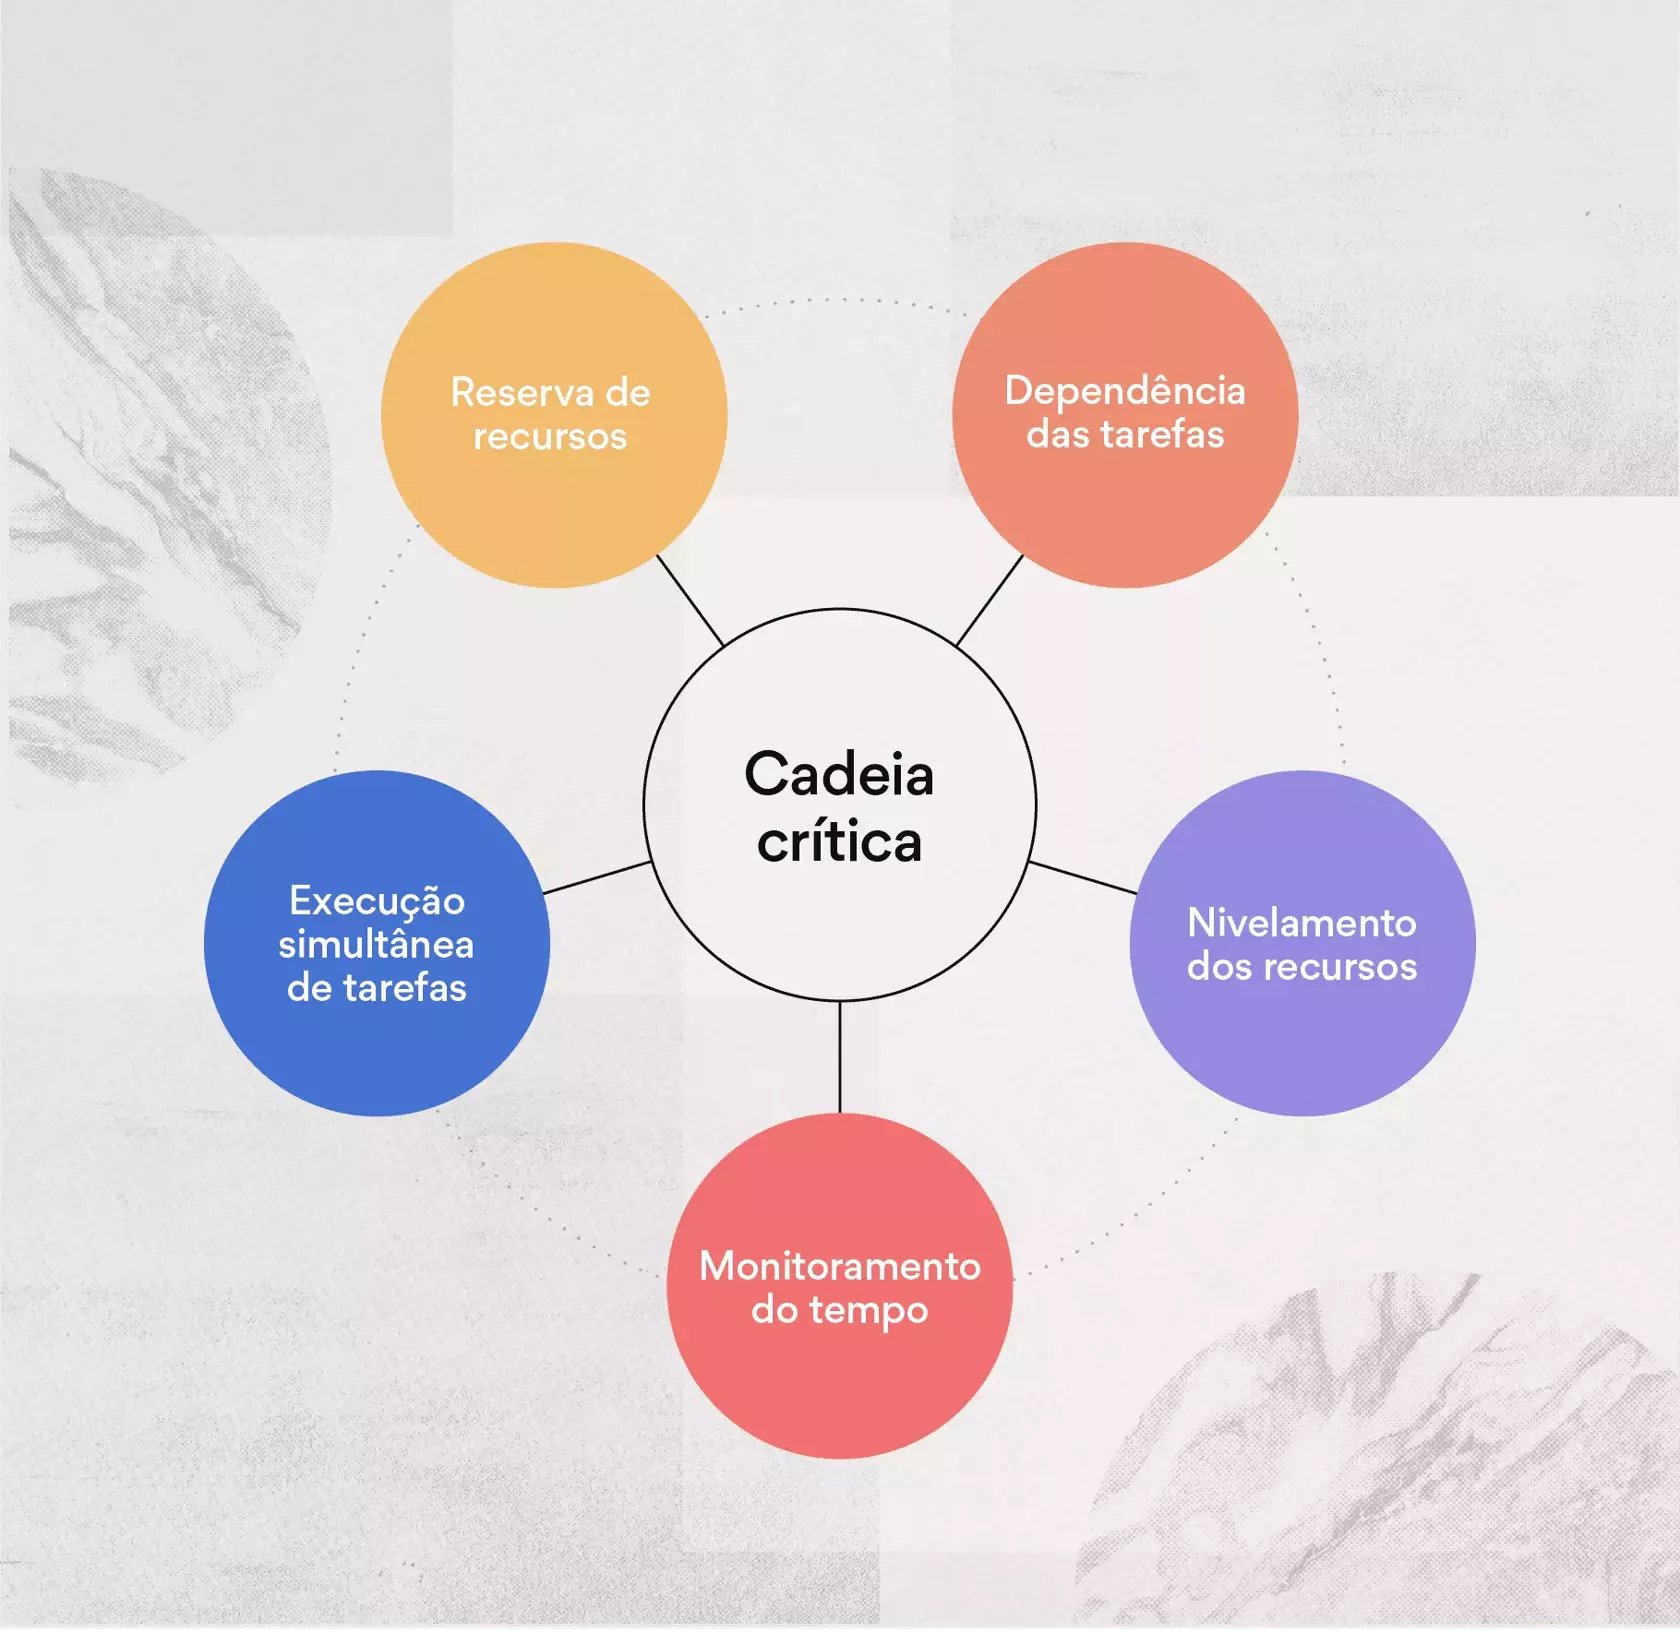 Reserva de
recursos
Dependência
das tarefas
Cadeia
crítica
Execução
simultânea
de tarefas
Nivelamento
dos recursos
Monitoramento
do tempo